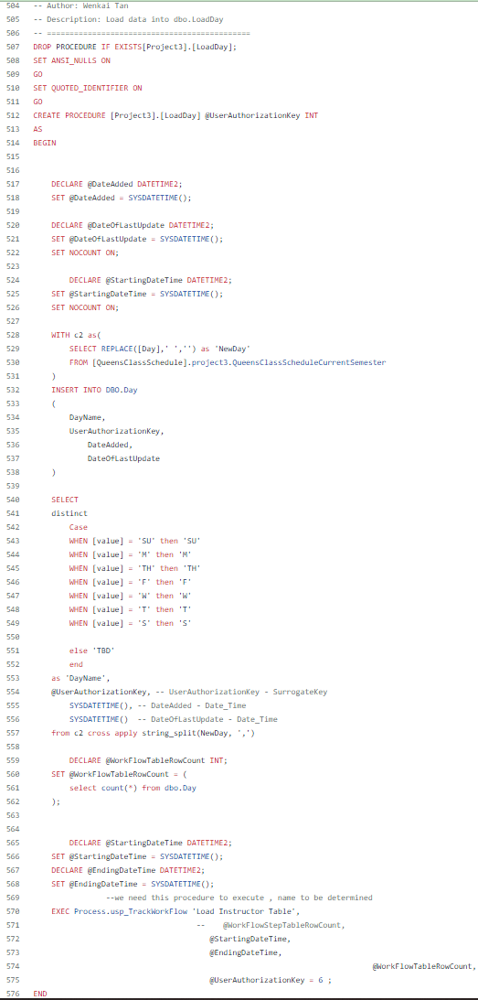 504 -- Author: Wenkai Tan
505 -- Description: Load data into dbo.LoadDay
506 -- =============================================
507 DROP PROCEDURE IF EXISTS[Project3].[LoadDay];
508 SET ANSI_NULLS ON
509 GO
510 SET QUOTED_IDENTIFIER ON
511 GO
512 CREATE PROCEDURE [Project3].[LoadDay] @UserAuthorizationKey INT
513 AS
514 BEGIN
515
516
517 DECLARE @DateAdded DATETIME2;
518 SET @DateAdded = SYSDATETIME();
519
520 DECLARE @DateOfLastUpdate DATETIME2;
521 SET @DateOfLastUpdate = SYSDATETIME();
522 SET NOCOUNT ON;
523
524 DECLARE @StartingDateTime DATETIME2;
525 SET @StartingDateTime = SYSDATETIME();
526 SET NOCOUNT ON;
527
528 WITH c2 as(
529 SELECT REPLACE([Day],' ','') as 'NewDay'
530 FROM [QueensClassSchedule].project3.QueensClassScheduleCurrentSemester
531 )
532 INSERT INTO DBO.Day
533 (
534 DayName,
535 UserAuthorizationKey,
536 DateAdded,
537 DateOfLastUpdate
538 )
539
540 SELECT
541 distinct
542 Case
543 WHEN [value] = 'SU' then 'SU'
544 WHEN [value] = 'M' then 'M'
545 WHEN [value] = 'TH' then 'TH'
546 WHEN [value] = 'F' then 'F'
547 WHEN [value] = 'W' then 'W'
548 WHEN [value] = 'T' then 'T'
549 WHEN [value] = 'S' then 'S'
550
551 else 'TBD'
552 end
553 as 'DayName',
554 @UserAuthorizationKey, -- UserAuthorizationKey - SurrogateKey
555 SYSDATETIME(), -- DateAdded - Date_Time
556 SYSDATETIME() -- DateOfLastUpdate - Date_Time
557 from c2 cross apply string_split(NewDay, ',')
558
559 DECLARE @WorkFlowTableRowCount INT;
560 SET @WorkFlowTableRowCount = (
561 select count(*) from dbo.Day
562 );
563
564
565 DECLARE @StartingDateTime DATETIME2;
566 SET @StartingDateTime = SYSDATETIME();
567 DECLARE @EndingDateTime DATETIME2;
568 SET @EndingDateTime = SYSDATETIME();
569 --we need this procedure to execute , name to be determined
570 EXEC Process.usp_TrackWorkFlow 'Load Instructor Table',
571 -- @WorkFlowStepTableRowCount,
572 @StartingDateTime,
573 @EndingDateTime,
574 @WorkFlowTableRowCount,
575 @UserAuthorizationKey = 6 ;
576 END